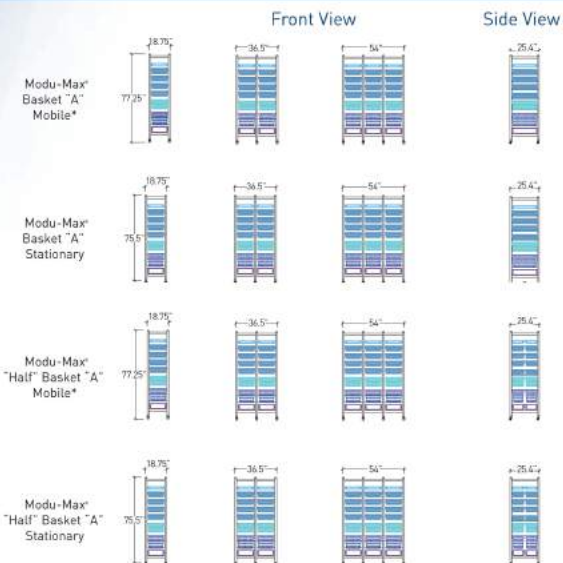 Front View
Side View
18.75"
36.5"
54"
25.4"
Modu-Max®
Basket "A"
Mobile*
77.25"
18.75"
36.5"
54"
25.4"
Modu-Max®
Basket "A"
Stationary
75.5"
18.75"
36.5"
54"
25.4"
Modu-Max®
"Half" Basket "A"
Mobile*
77.25"
18.75"
36.5"
54"
25.4"
Modu-Max®
"Half" Basket "A"
Stationary
75.5"